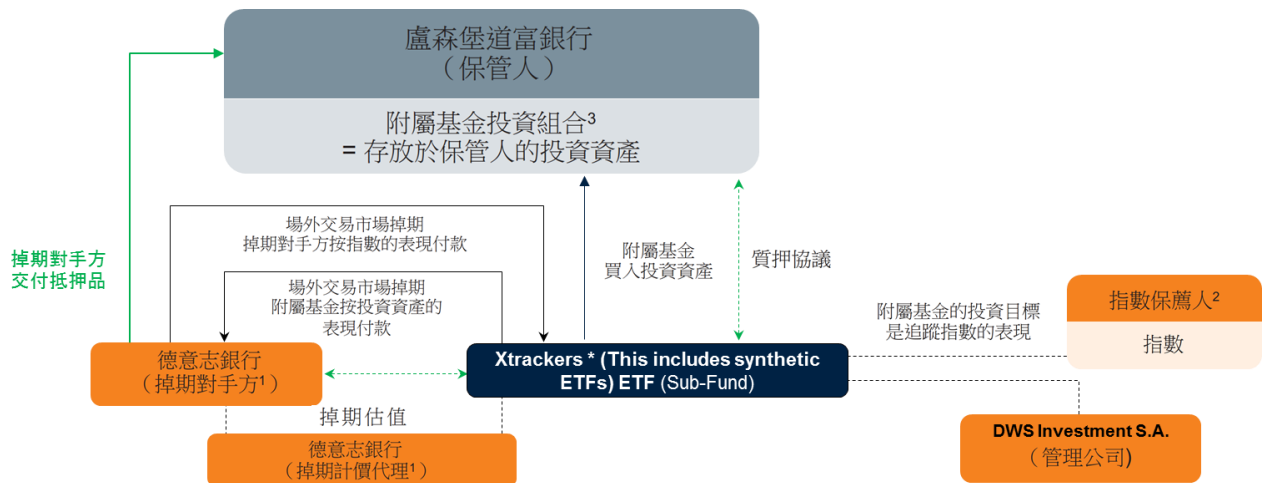 盧森堡道富銀行
（保管人）
附屬基金投資組合³
= 存放於保管人的投資資產
場外交易市場掉期
掉期對手方按指數的表現付款
掉期對手方
交付抵押品
場外交易市場掉期
附屬基金按投資資產的
表現付款
附屬基金
買入投資資產
質押協議
附屬基金的投資目標
是追蹤指數的表現
指數保薦人²
指數
德意志銀行
（掉期對手方¹）
Xtrackers * (This includes synthetic
ETFs) ETF (Sub-Fund)
掉期估值
德意志銀行
（掉期計價代理¹）
DWS Investment S.A.
（管理公司)